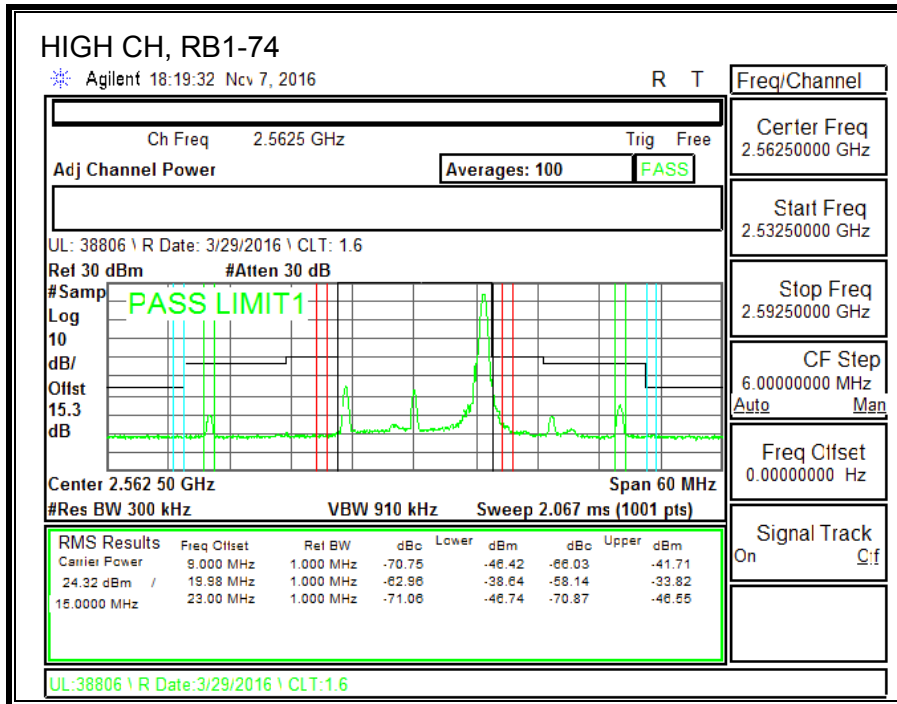 HIGH CH, RB1-74
Agilent 18:19:32 Nov 7, 2016 R T
Ch Freq 2.5625 GHz Trig Free
Adj Channel Power Averages: 100 PASS
UL: 38806 \ R Date: 3/29/2016 \ CLT: 1.6
Ref 30 dBm #Atten 30 dB
#Samp
Log
10
dB/
Offst
15.3
dB
PASS LIMIT1
Center 2.562 50 GHz Span 60 MHz
#Res BW 300 kHz VBW 910 kHz Sweep 2.067 ms (1001 pts)
RMS Results Freq Offset Ref BW dBc Lower dBm dBc Upper dBm
Carrier Power 9.000 MHz 1.000 MHz -70.75 -46.42 -66.03 -41.71
24.32 dBm / 19.98 MHz 1.000 MHz -62.96 -38.64 -58.14 -33.82
15.0000 MHz 23.00 MHz 1.000 MHz -71.06 -46.74 -70.87 -46.55
UL:38806 \ R Date:3/29/2016 \ CLT:1.6
Freq/Channel
Center Freq
2.56250000 GHz
Start Freq
2.53250000 GHz
Stop Freq
2.59250000 GHz
CF Step
6.00000000 MHz
Auto Man
Freq Offset
0.00000000 Hz
Signal Track
On Off